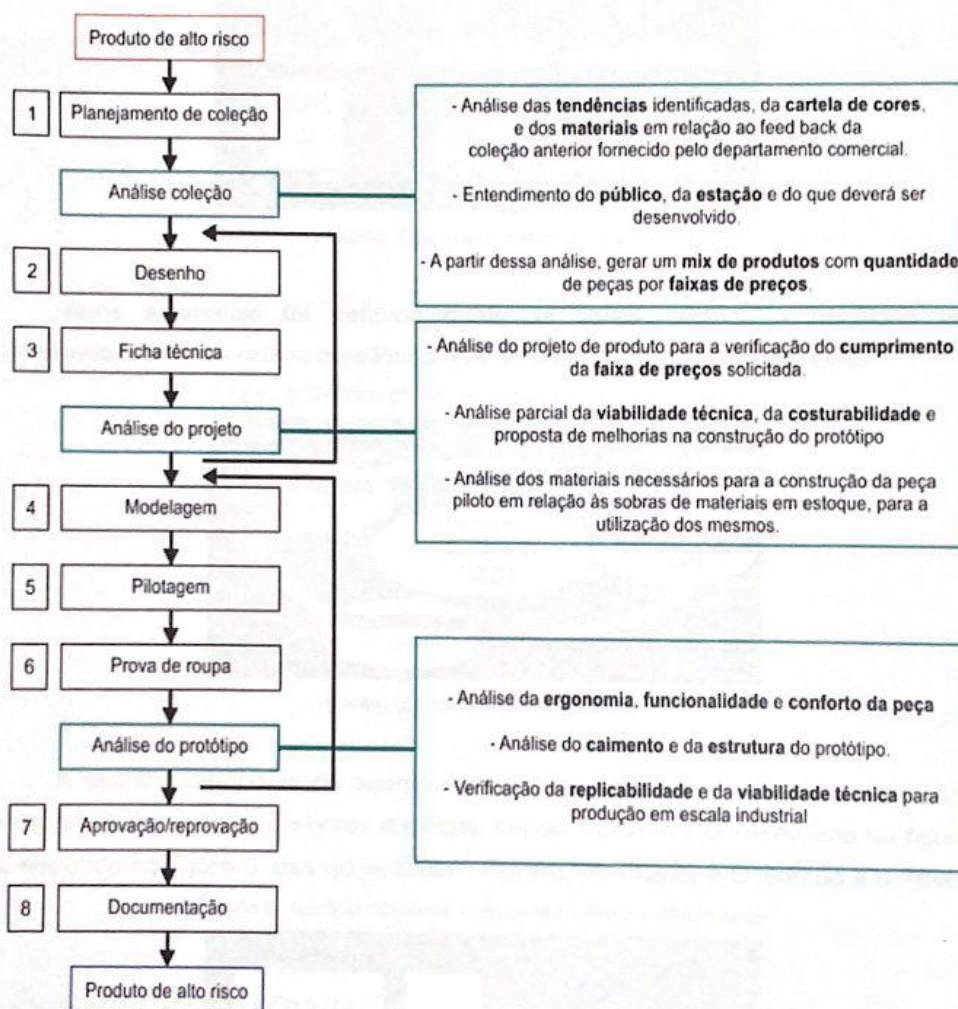 Produto de alto risco
1
Planejamento de coleção
Análise coleção
2
Desenho
3
Ficha técnica
Análise do projeto
4
Modelagem
5
Pilotagem
6
Prova de roupa
Análise do protótipo
7
Aprovação/reprovação
8
Documentação
Produto de alto risco
- Análise das tendências identificadas, da cartela de cores,
e dos materiais em relação ao feed back da
coleção anterior fornecido pelo departamento comercial.
- Entendimento do público, da estação e do que deverá ser
desenvolvido.
- A partir dessa análise, gerar um mix de produtos com quantidade
de peças por faixas de preços.
- Análise do projeto de produto para a verificação do cumprimento
da faixa de preços solicitada.
- Análise parcial da viabilidade técnica, da costurabilidade e
proposta de melhorias na construção do protótipo
- Análise dos materiais necessários para a construção da peça
piloto em relação às sobras de materiais em estoque, para a
utilização dos mesmos.
- Análise da ergonomia, funcionalidade e conforto da peça
- Análise do caimento e da estrutura do protótipo.
- Verificação da replicabilidade e da viabilidade técnica para
produção em escala industrial